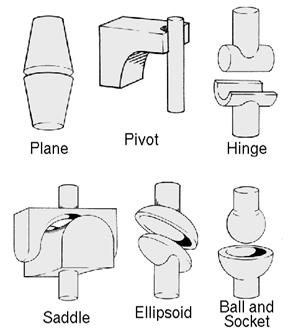 Plane
Pivot
Hinge
Saddle
Ellipsoid
Ball and
Socket